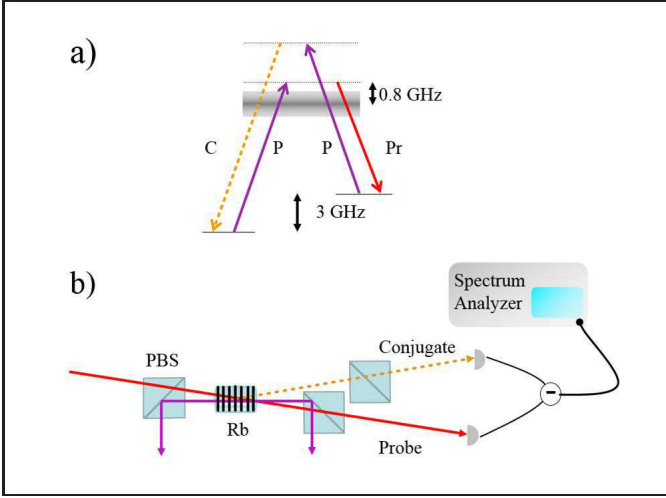 a)
0.8 GHz
C
P
P
Pr
3 GHz
b)
Spectrum
Analyzer
PBS
Conjugate
-
Rb
Probe